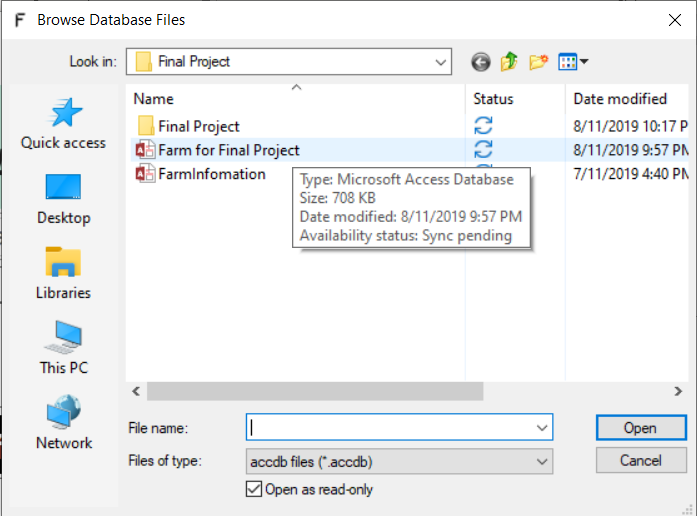 F Browse Database Files
Look in: Final Project
Name Status Date modified
Quick access
Desktop
Libraries
This PC
Network
Final Project 8/11/2019 10:17 P
Farm for Final Project 8/11/2019 9:57 PM
FarmInfomation 7/11/2019 4:40 PM
Type: Microsoft Access Database
Size: 708 KB
Date modified: 8/11/2019 9:57 PM
Availability status: Sync pending
File name: Open
Files of type: accdb files (*.accdb) Cancel
Open as read-only